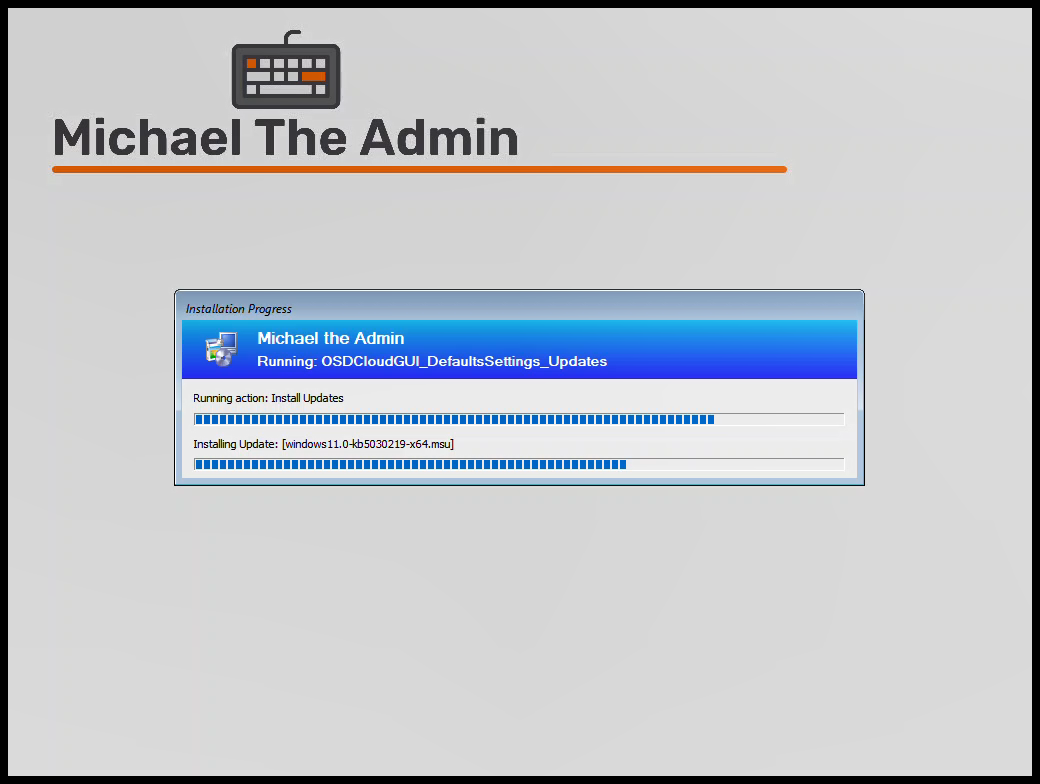 Michael The Admin
Installation Progress
Michael the Admin
Running: OSDCloudGUI_DefaultsSettings_Updates
Running action: Install Updates
Installing Update: [windows11.0-kb5030219-x64.msu]